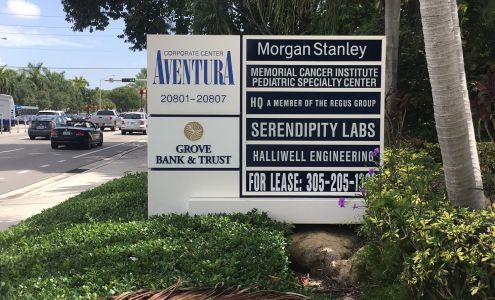 CORPORATE CENTER
AVENTURA
20801-20807
GROVE
BANK & TRUST
Morgan Stanley
MEMORIAL CANCER INSTITUTE
PEDIATRIC SPECIALTY CENTER
HQ A MEMBER OF THE REGUS GROUP
SERENDIPITY LABS
HALLIWELL ENGINEERING
FOR LEASE: 305-205-1